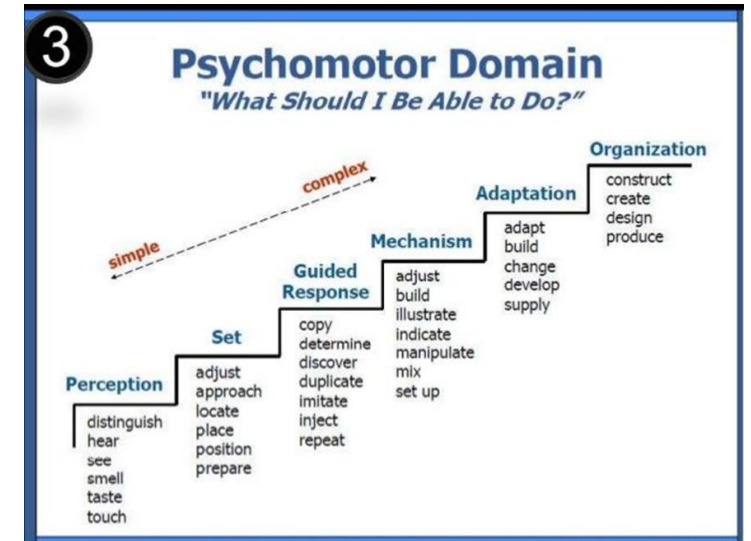 3
Psychomotor Domain
"What Should I Be Able to Do?"
simple
complex
Perception
distinguish
hear
see
smell
taste
touch
Set
adjust
approach
locate
place
position
prepare
Guided
Response
copy
determine
discover
duplicate
imitate
inject
repeat
Mechanism
adjust
build
illustrate
indicate
manipulate
mix
set up
Adaptation
adapt
build
change
develop
supply
Organization
construct
create
design
produce